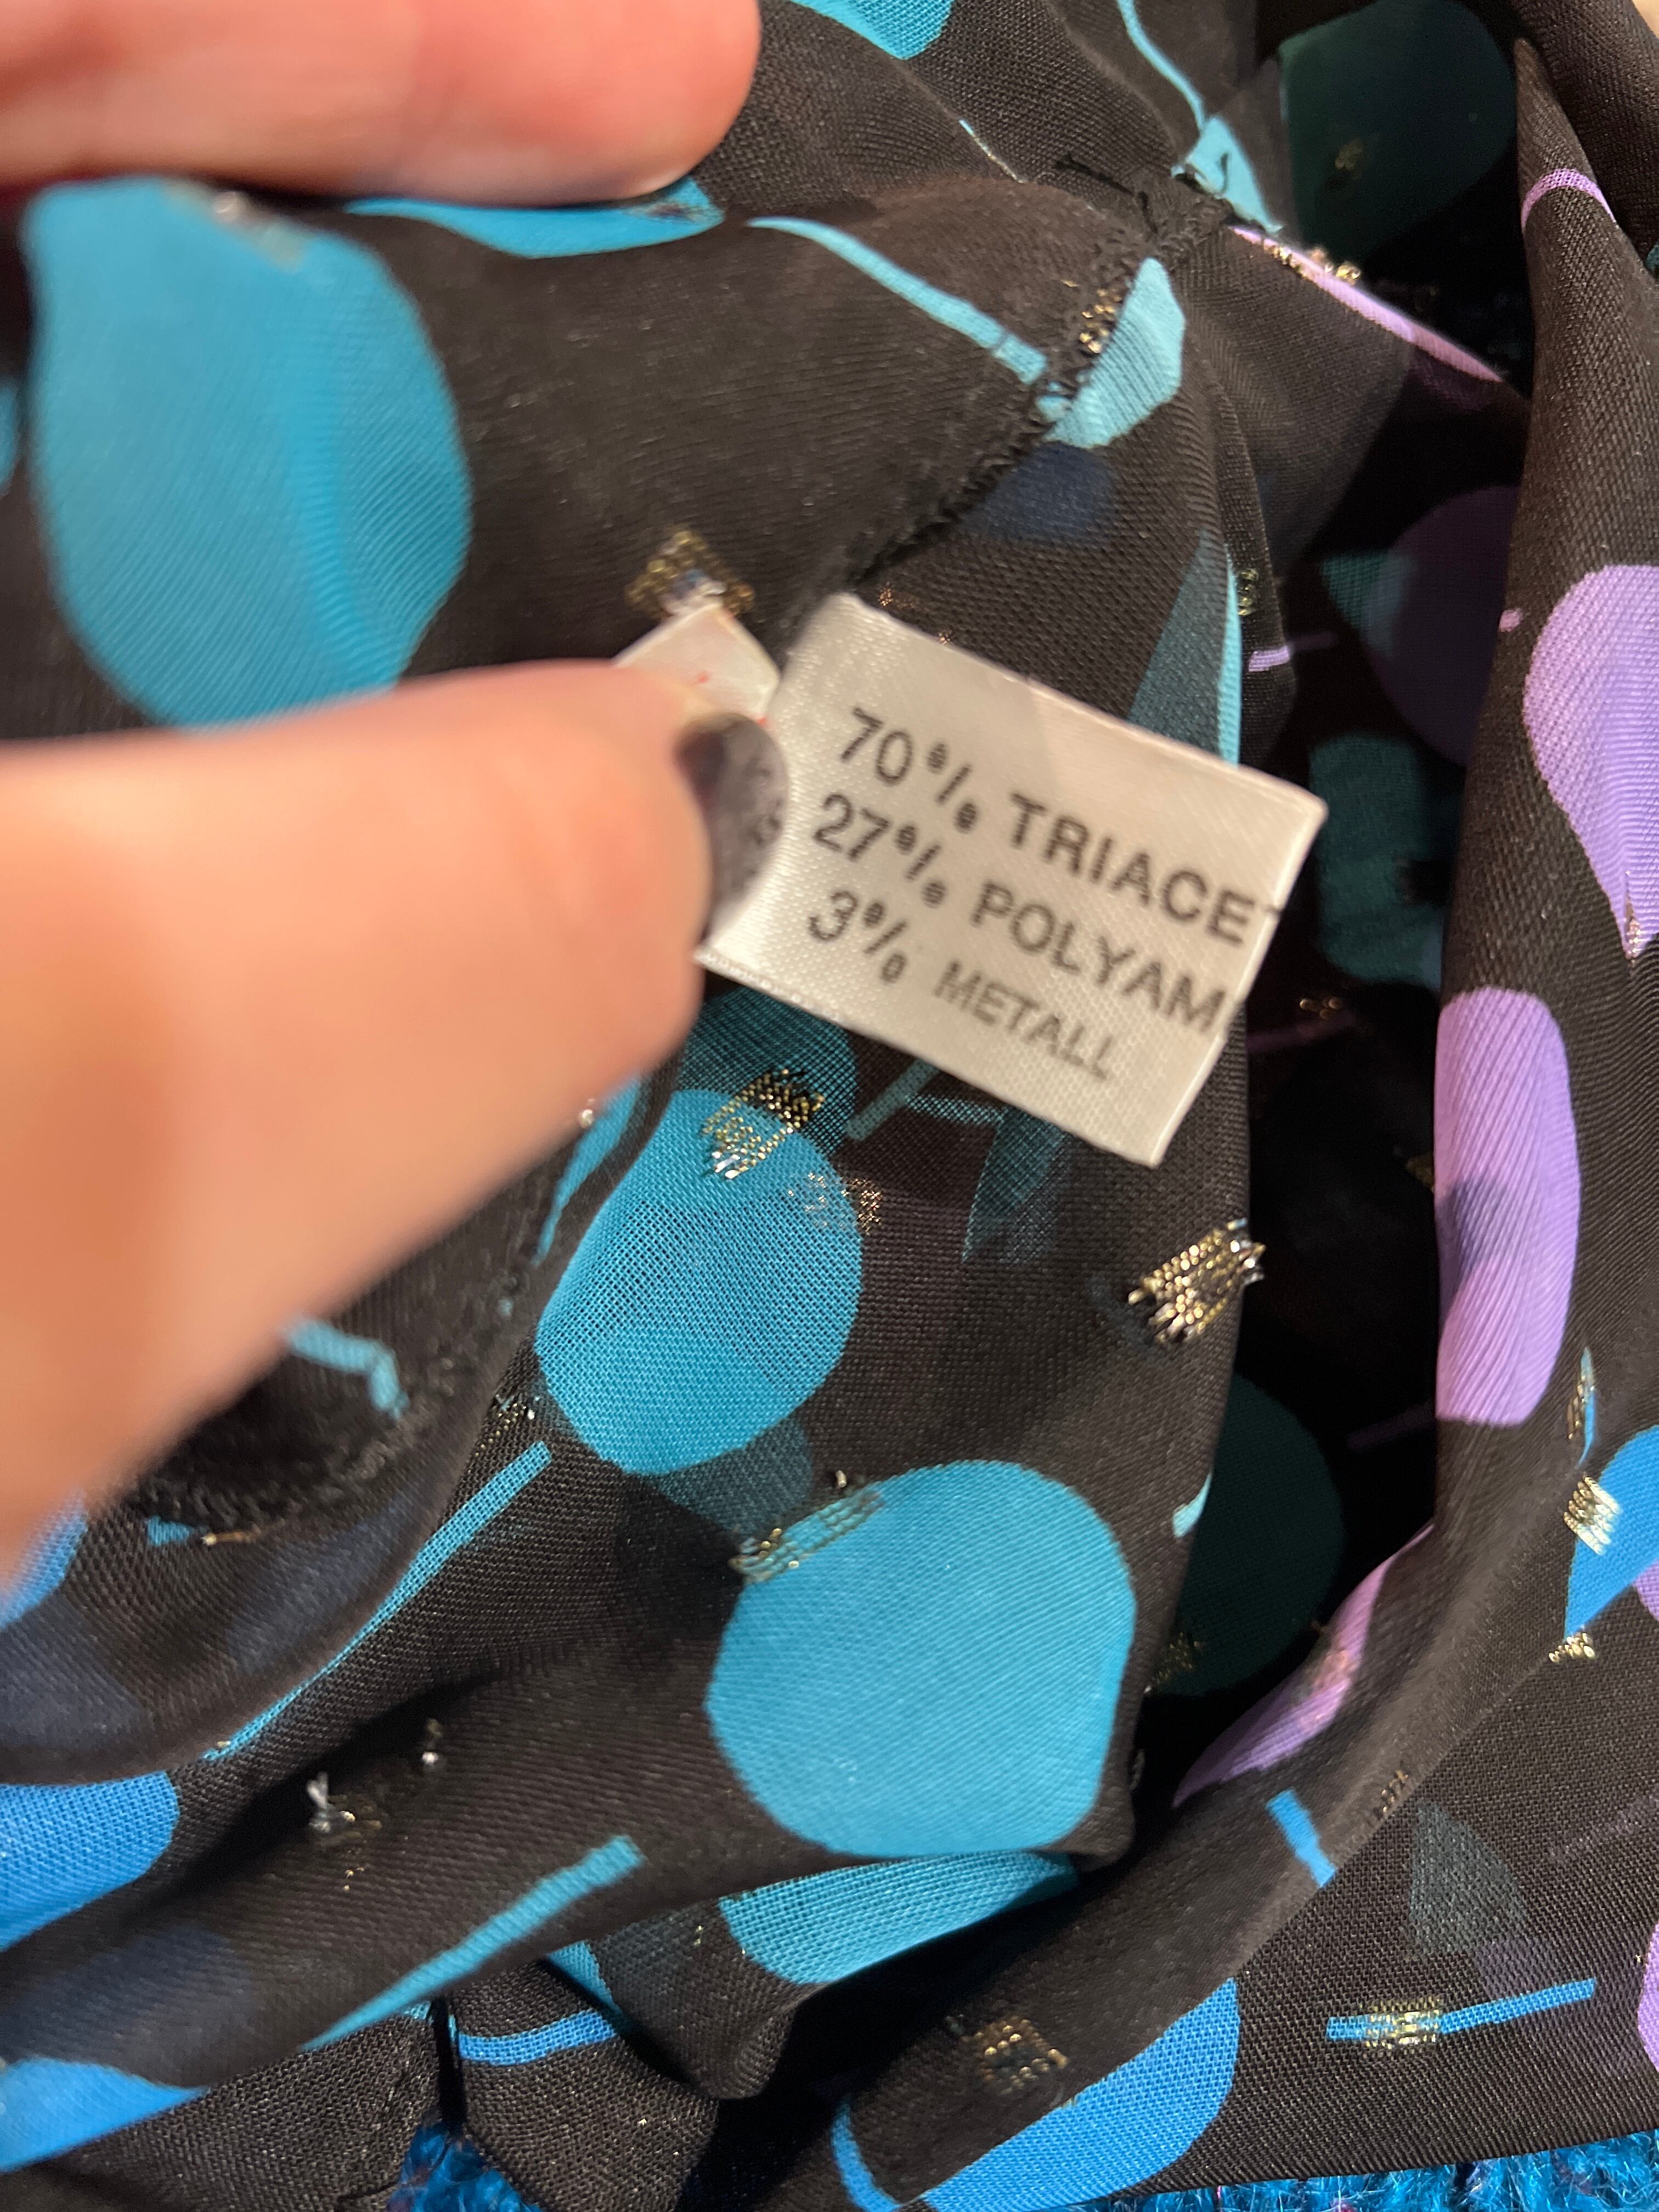 70% TRIACET
27% POLYAM
3% METALL